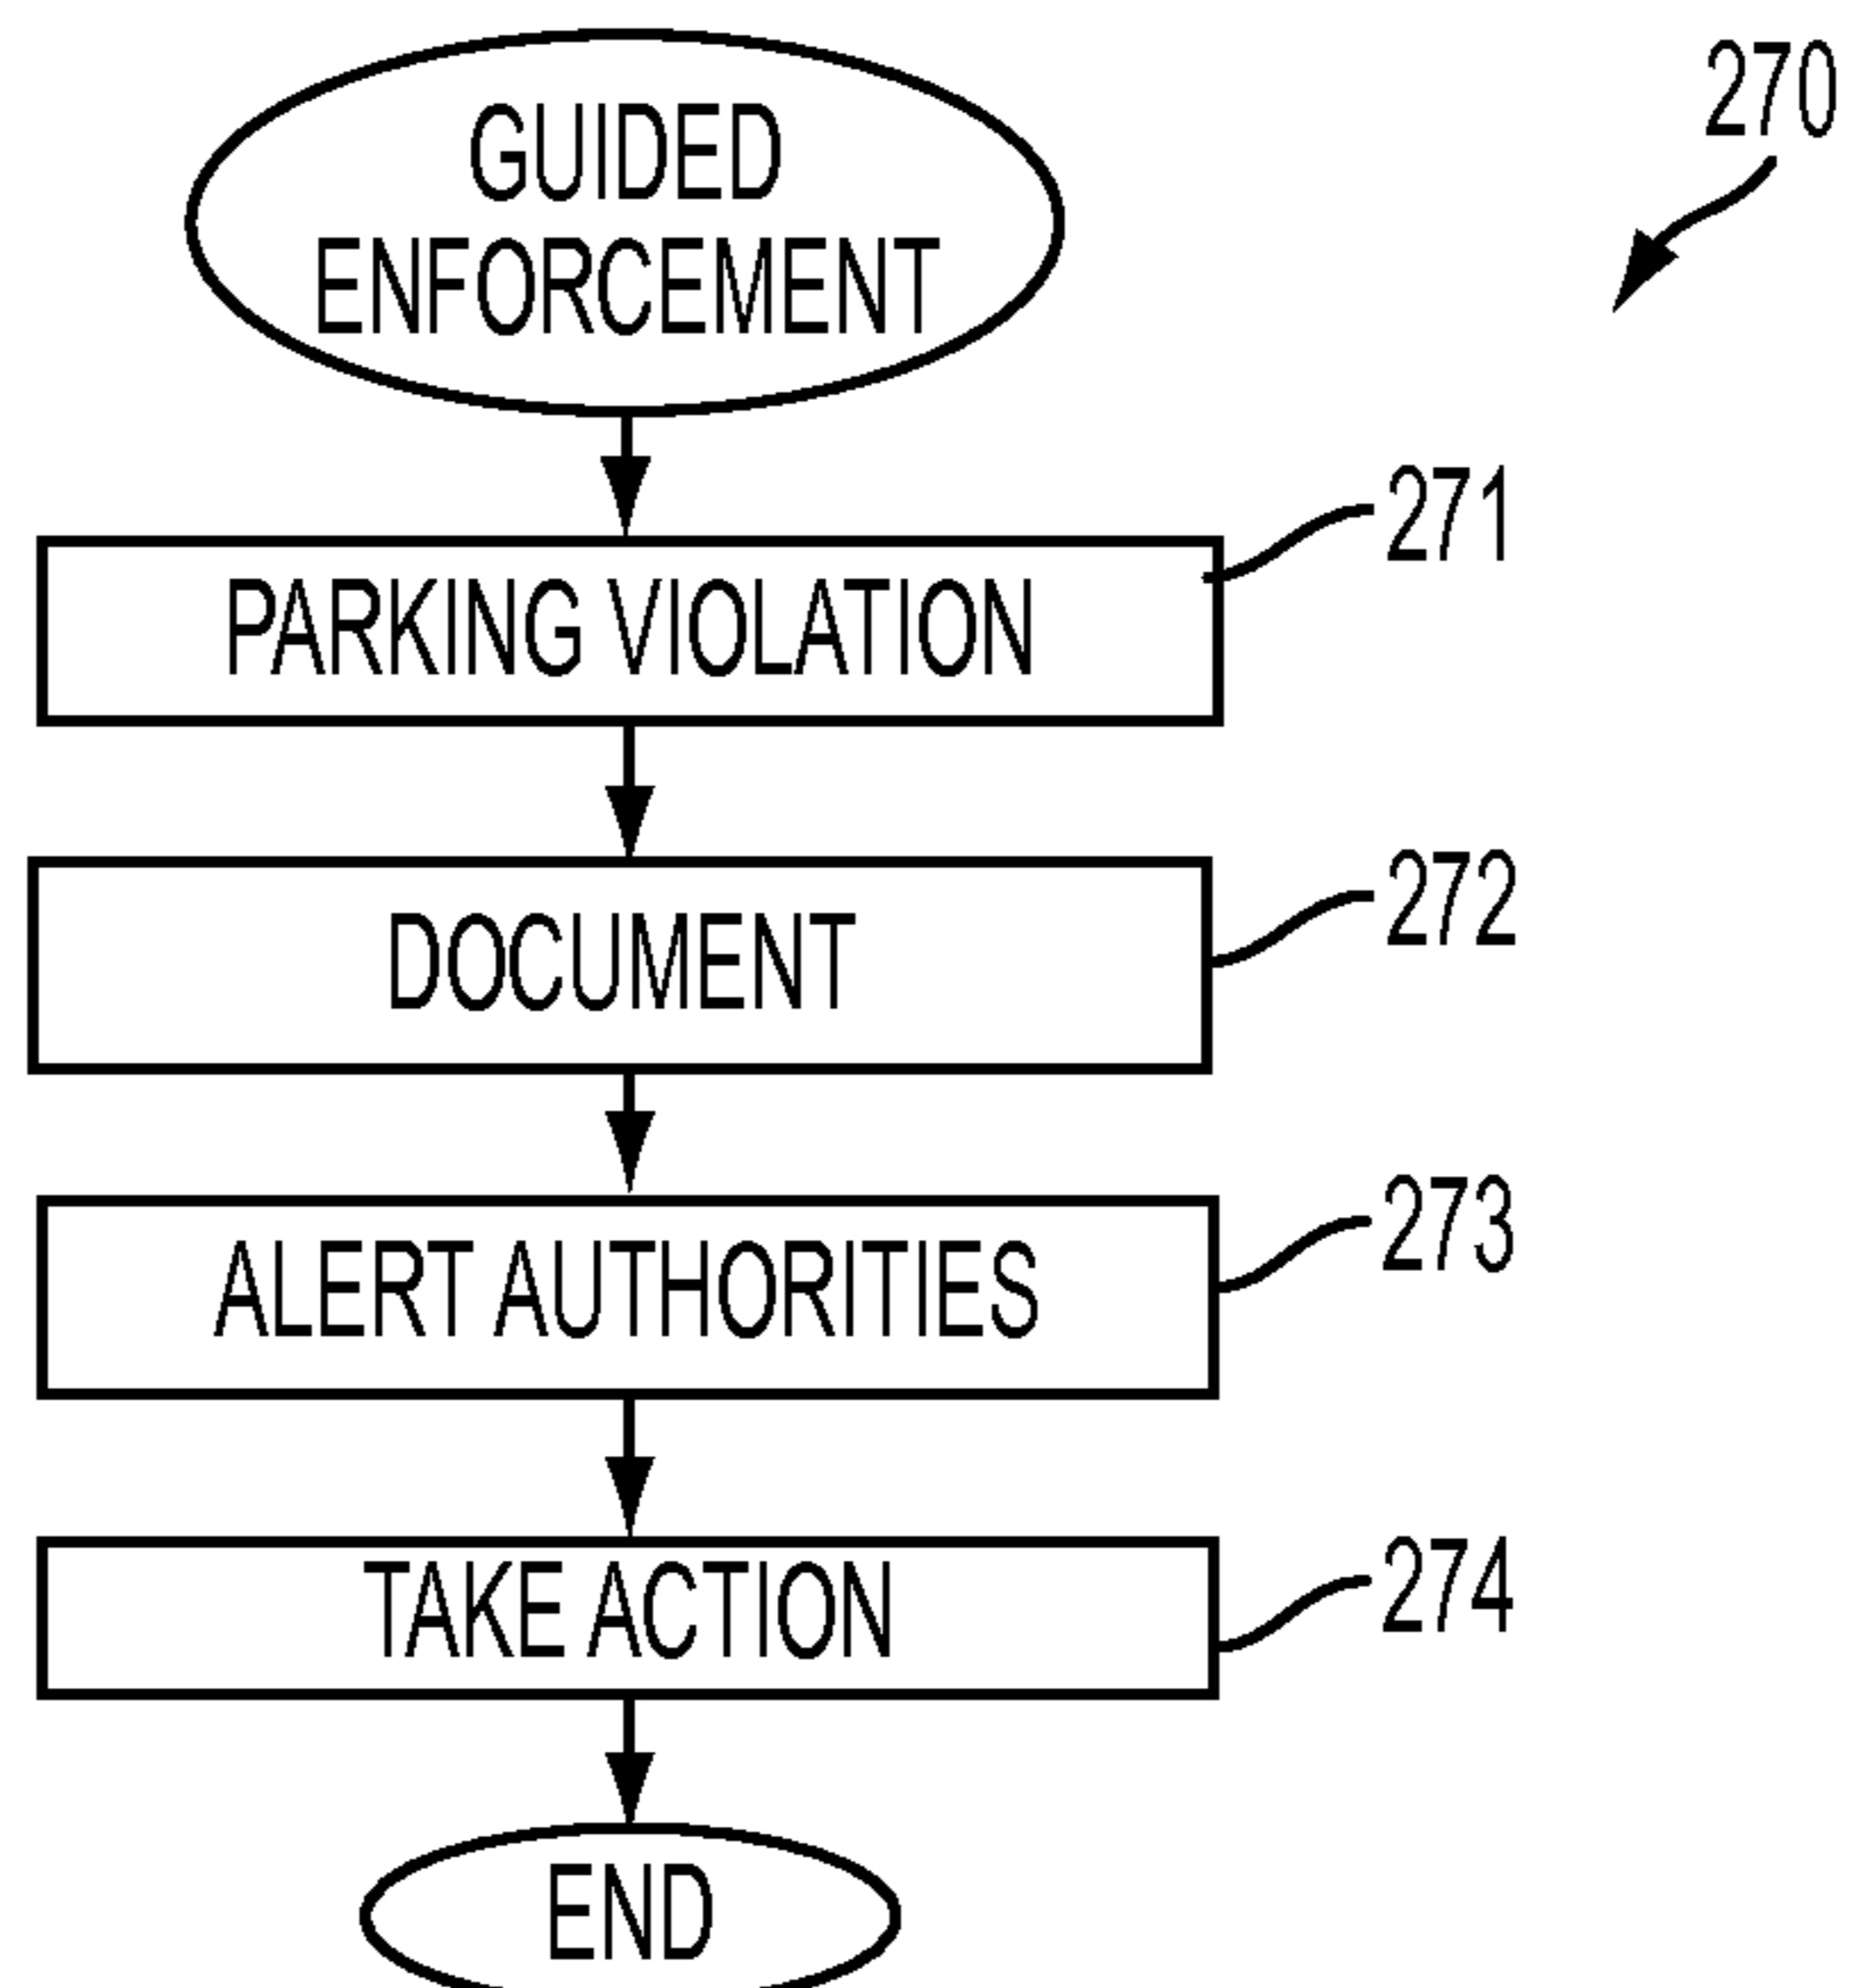 270
GUIDED
ENFORCEMENT
271
PARKING VIOLATION
272
DOCUMENT
273
ALERT AUTHORITIES
274
TAKE ACTION
END